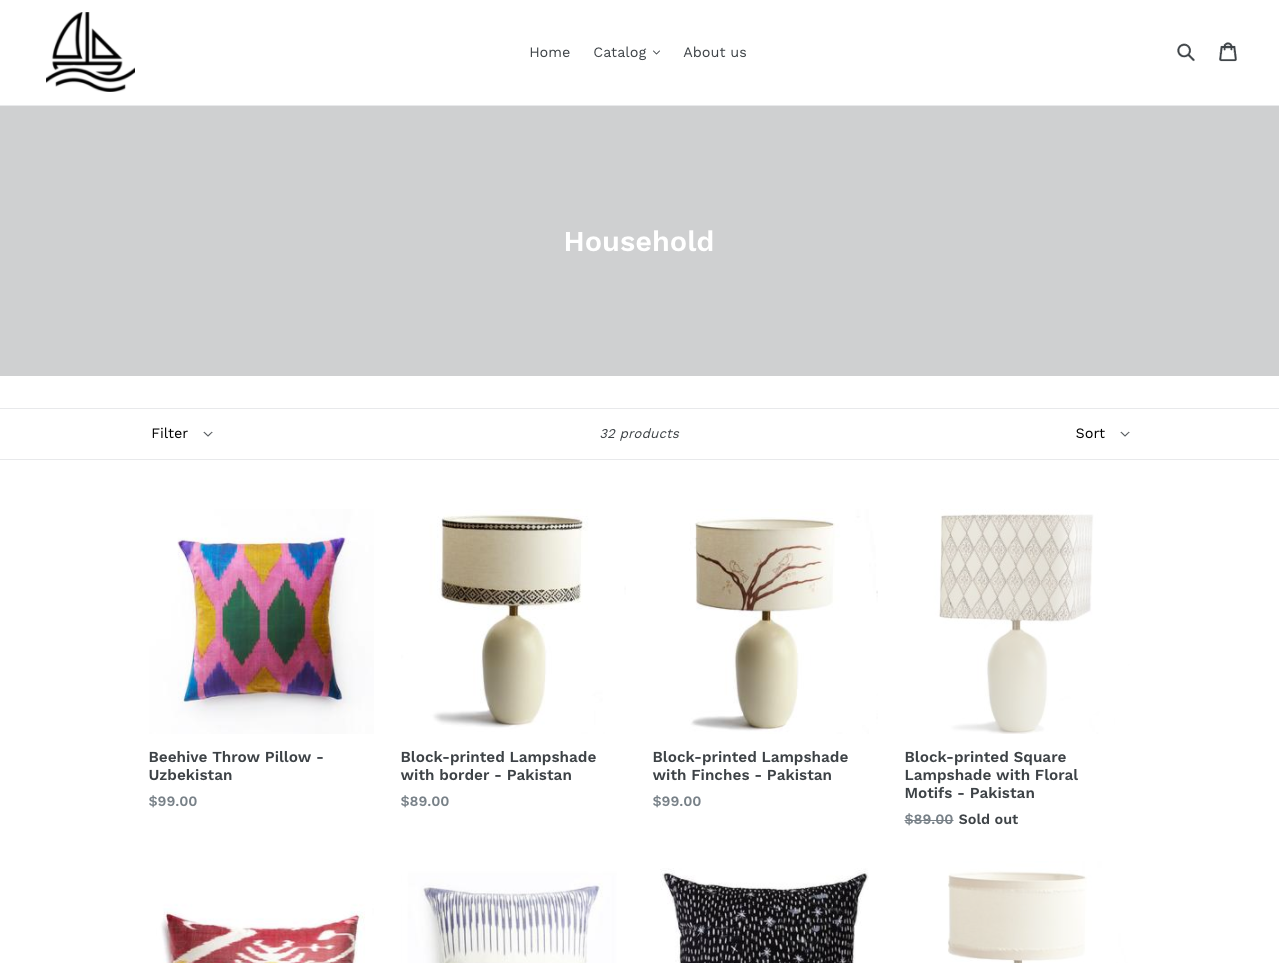 Home
Catalog
About us
Household
Filter
32 products
Sort
Beehive Throw Pillow -
Uzbekistan
$99.00
Block-printed Lampshade
with border - Pakistan
$89.00
Block-printed Lampshade
with Finches - Pakistan
$99.00
Block-printed Square
Lampshade with Floral
Motifs - Pakistan
$89.00 Sold out